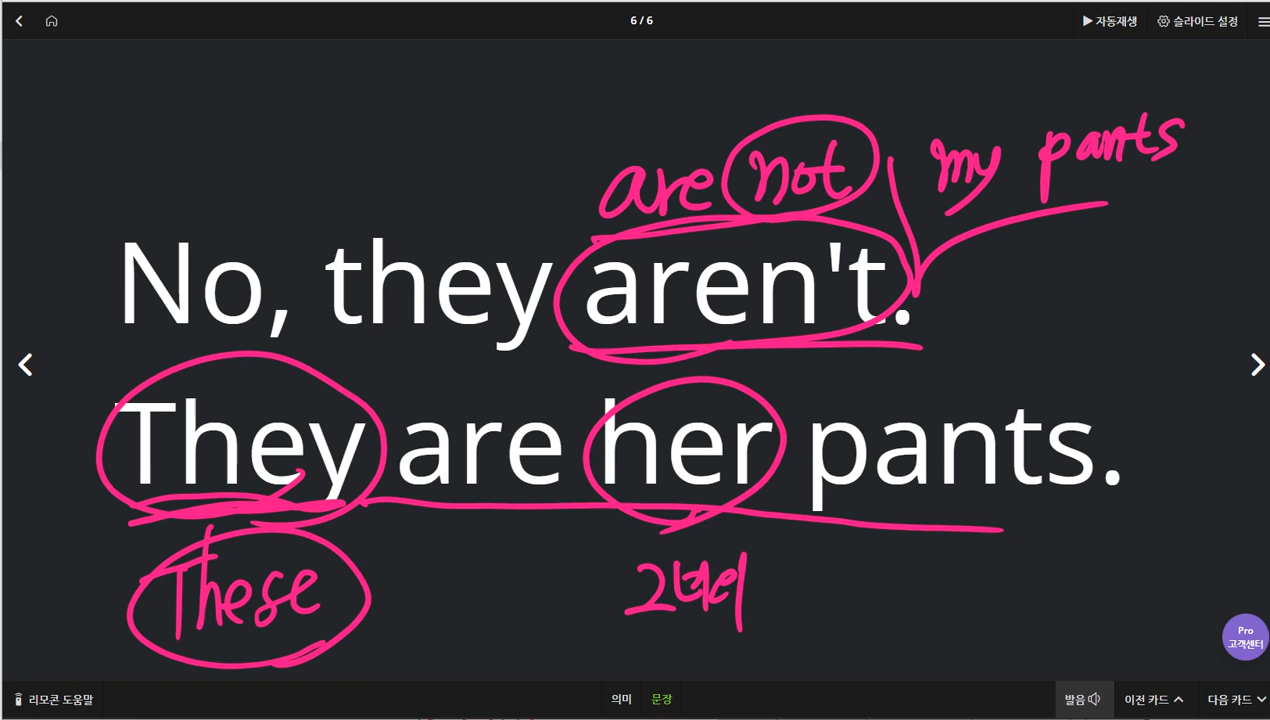 6 / 6
자동재생
슬라이드 설정
are not my pants
No, they aren't.
They are her pants.
These
그녀의
Pro
고객센터
리모콘 도움말
의미
문장
발음
이전 카드
다음 카드